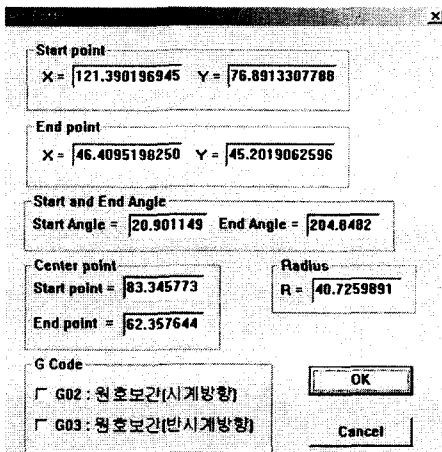 Start point
X = 121.390196945 Y = 76.8913307788
End point
X = 46.4095198250 Y = 45.2019062596
Start and End Angle
Start Angle = 20.901149 End Angle = 204.8482
Center point
Start point = 83.345773
End point = 62.357644
Radius
R = 40.7259891
G Code
G02 : 원호보간(시계방향)
G03 : 원호보간(반시계방향)
OK
Cancel